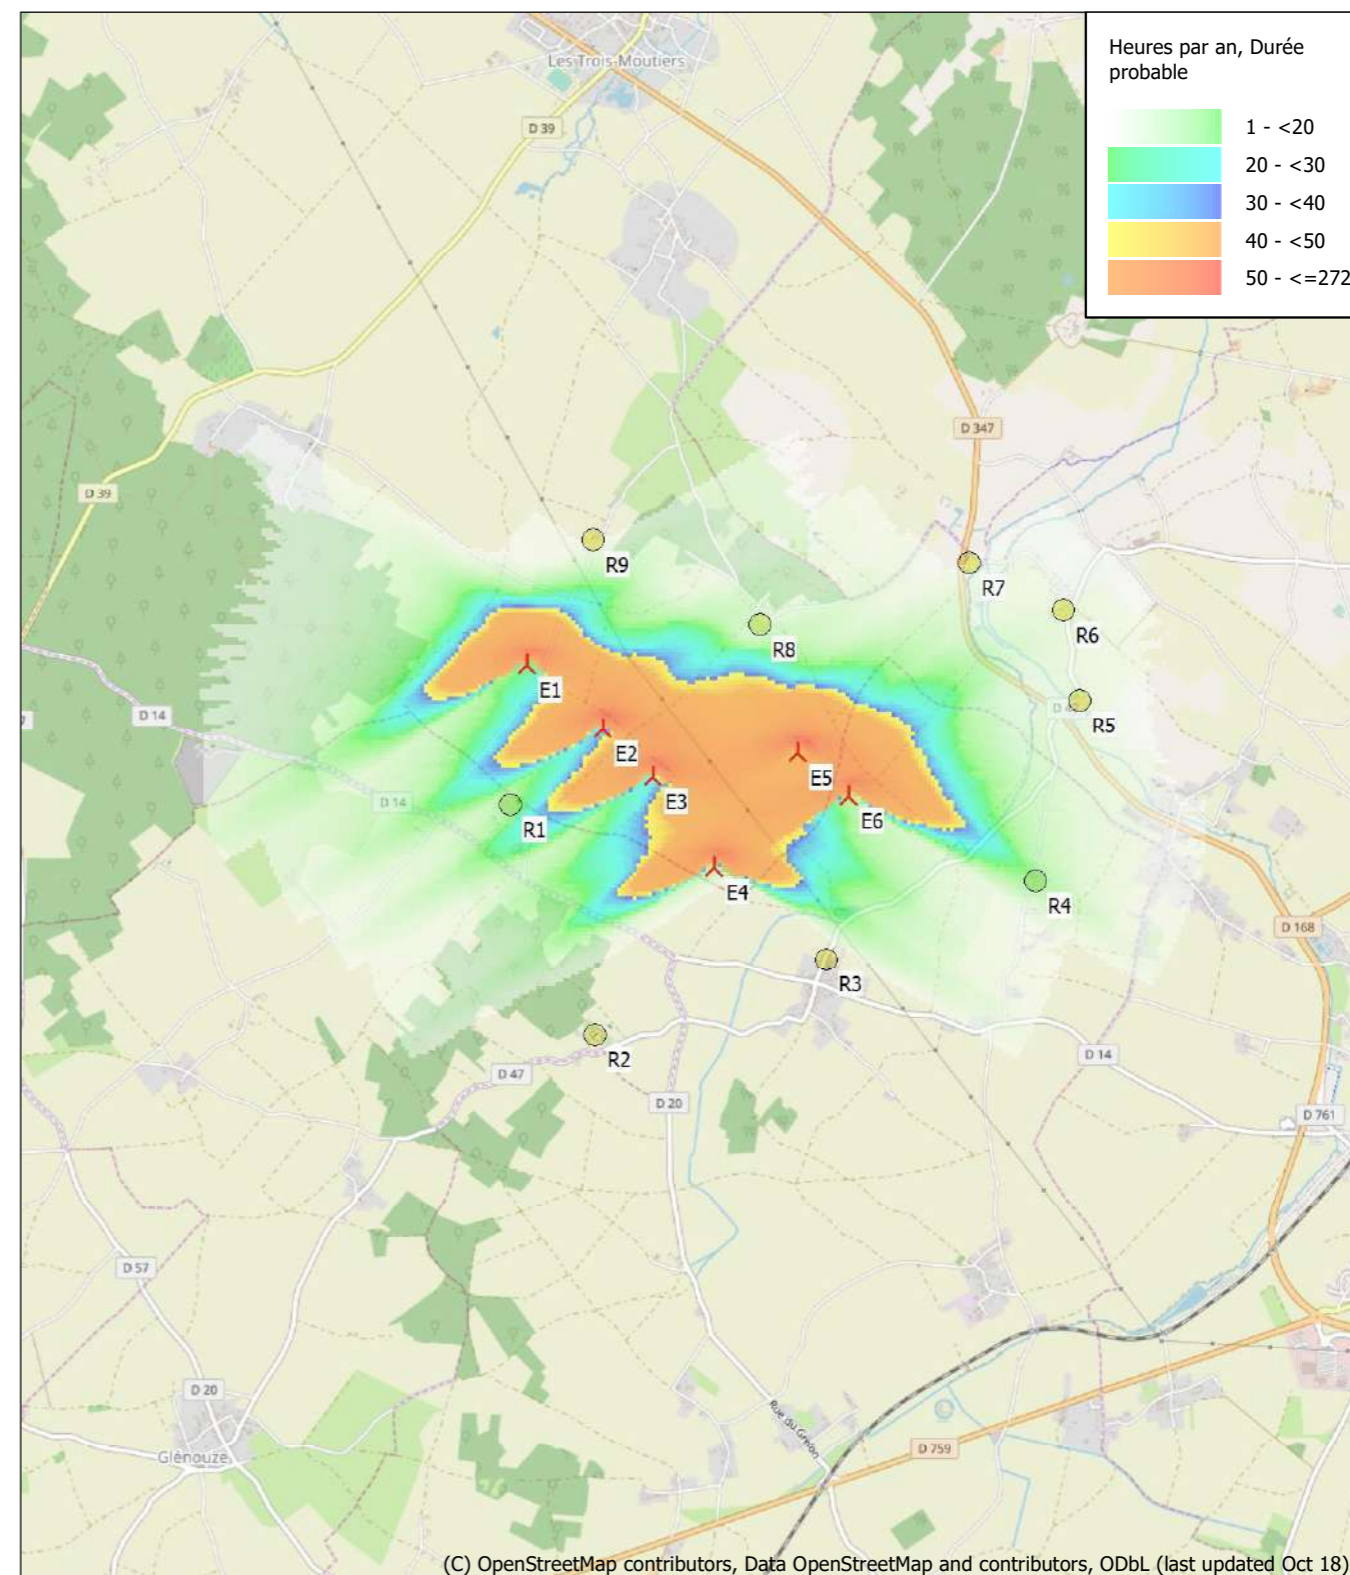 Heures par an, Durée
probable
1 - <20
20 - <30
30 - <40
40 - <50
50 - <=272
Les Trois-Moutiers
D 39
D 347
D 39
R9
R7
R6
R8
E1
D 14
R5
E2
E5
E3
D 14
R1
E6
E4
R4
D 168
R3
R2
D 14
D 47
D 20
D 761
D 57
D 20
Rue du Grelon
Glénouze
D 759
(C) OpenStreetMap contributors, Data OpenStreetMap and contributors, ODbL (last updated Oct 18)